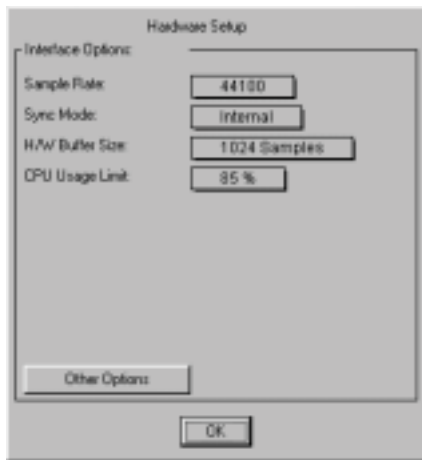 Hardware Setup
Interface Options:
Sample Rate: 44100
Sync Mode: Internal
H/W Buffer Size: 1024 Samples
CPU Usage Limit: 85 %
Other Options
OK